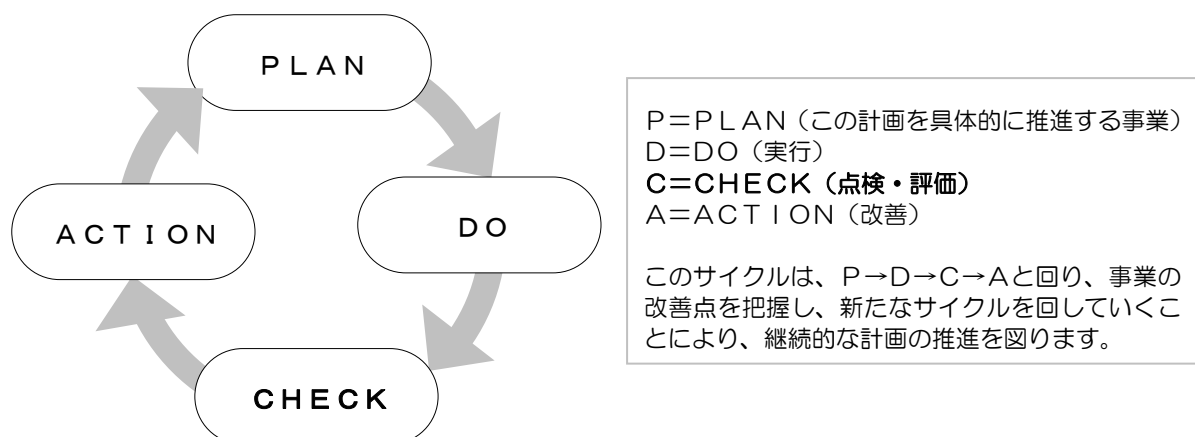 ＰＬＡＮ
ＤＯ
ＣＨＥＣＫ
ＡＣＴＩＯＮ
Ｐ＝ＰＬＡＮ（この計画を具体的に推進する事業）
Ｄ＝ＤＯ（実行）
Ｃ＝ＣＨＥＣＫ（点検・評価）
Ａ＝ＡＣＴＩＯＮ（改善）
このサイクルは、Ｐ→Ｄ→Ｃ→Ａと回り、事業の
改善点を把握し、新たなサイクルを回していくこ
とにより、継続的な計画の推進を図ります。